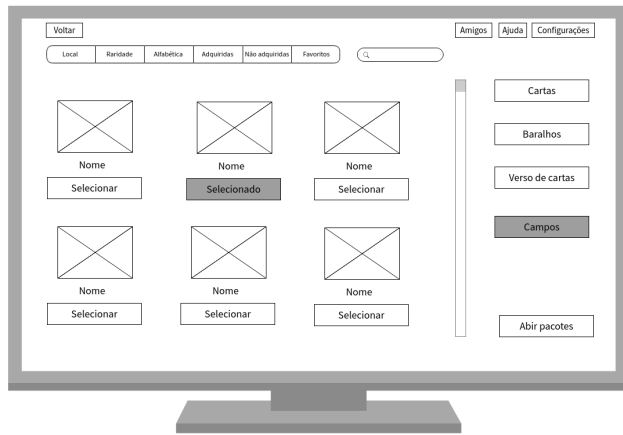 Voltar
Amigos
Ajuda
Configurações
Local
Raridade
Alfabética
Adquiridas
Não adquiridas
Favoritos
Cartas
Baralhos
Verso de cartas
Campos
Abir pacotes
Nome
Nome
Nome
Selecionar
Selecionado
Selecionar
Nome
Nome
Nome
Selecionar
Selecionar
Selecionar